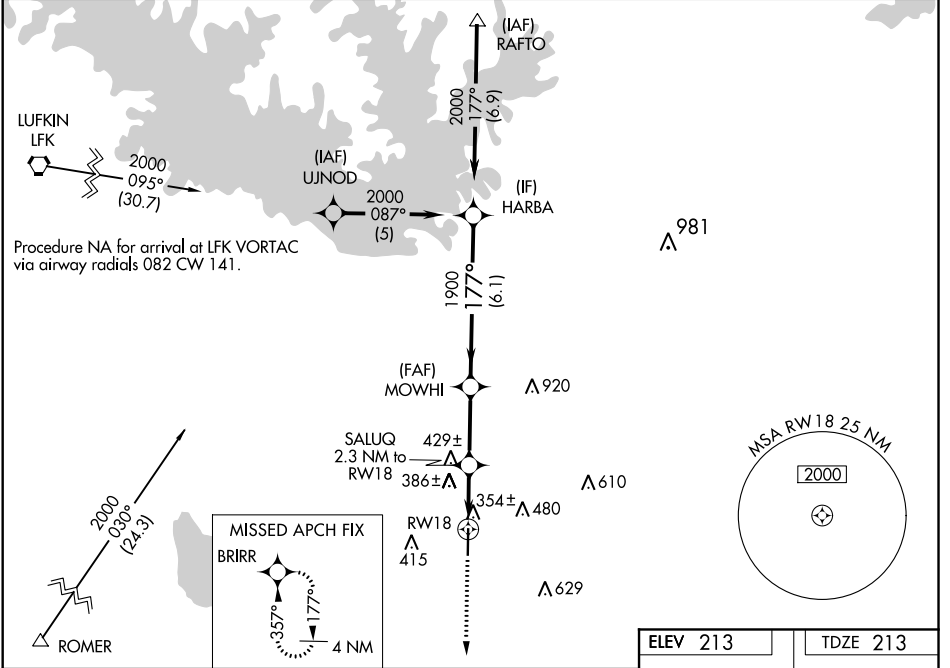 (IAF)
RAFTO
2000
177°
(6.9)
LUFKIN
LFK
2000
095°
(30.7)
(IAF)
UJNOD
2000
087°
(5)
(IF)
HARBA
981
Procedure NA for arrival at LFK VORTAC
via airway radials 082 CW 141.
1900
177°
(6.1)
(FAF)
MOWHI
920
SALUQ
2.3 NM to
RW18
429±
386±
610
354±
480
RW18
415
629
MSA RW18 25 NM
2000
2000
030°
(24.3)
ROMER
MISSED APCH FIX
BRIRR
357°
177°
4 NM
ELEV 213
TDZE 213